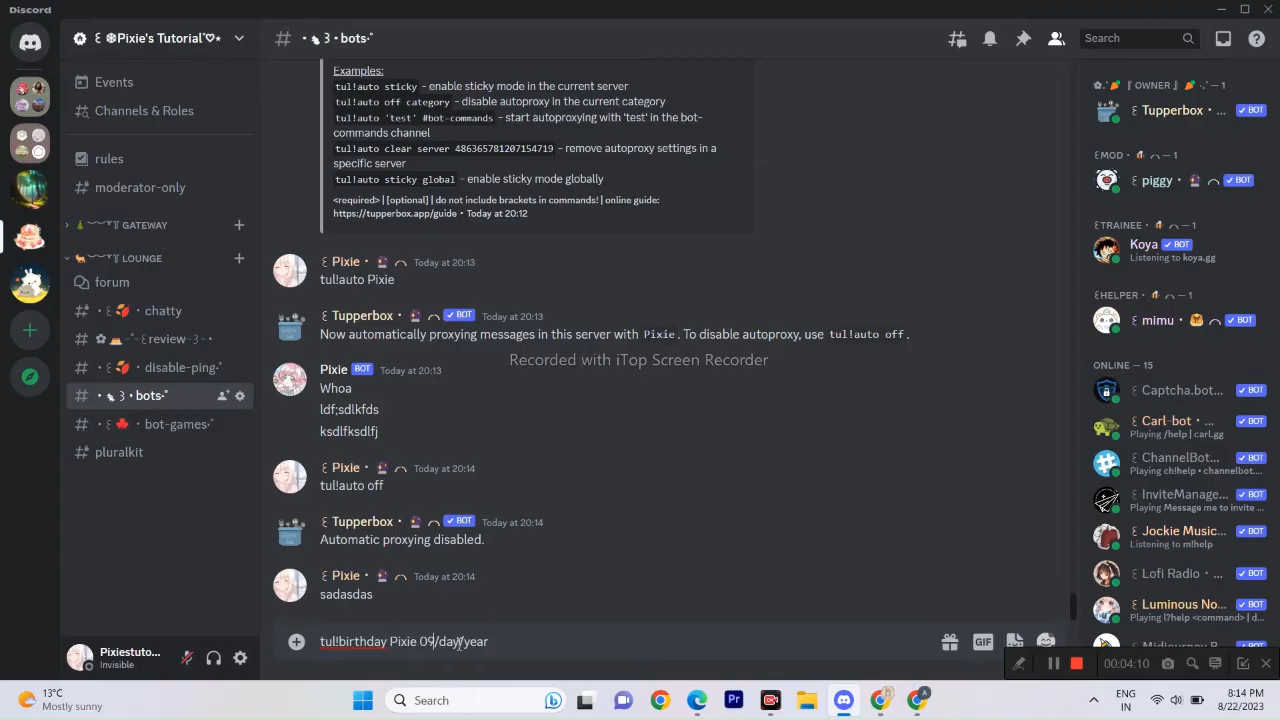 Discord
꒰ ❄Pixie's Tutorial♡⋆
•🐁꒱•bots•°
Search
Events
Channels & Roles
rules
moderator-only
GATEWAY
LOUNGE
forum
chatty
review
disable-ping
bots
bot-games
pluralkit
Pixiestuto...
Invisible
Examples:
tul!auto sticky - enable sticky mode in the current server
tul!auto off category - disable autoproxy in the current category
tul!auto 'test' #bot-commands - start autoproxying with 'test' in the bot-
commands channel
tul!auto clear server 486365781207154719 - remove autoproxy settings in a
specific server
tul!auto sticky global - enable sticky mode globally
<required> | [optional] | do not include brackets in commands! | online guide:
https://tupperbox.app/guide • Today at 20:12
Pixie • Today at 20:13
tul!auto Pixie
Tupperbox • ✓ BOT Today at 20:13
Now automatically proxying messages in this server with Pixie. To disable autoproxy, use tul!auto off.
Recorded with iTop Screen Recorder
Pixie BOT Today at 20:13
Whoa
ldf;sdlkfds
ksdlfksdlfj
Pixie • Today at 20:14
tul!auto off
Tupperbox • ✓ BOT Today at 20:14
Automatic proxying disabled.
Pixie • Today at 20:14
sadasdas
tul!birthday Pixie 09/day/year
GIF
OWNER — 1
Tupperbox • ... ✓ BOT
MOD • — 1
piggy • ✓ BOT
TRAINEE • — 1
Koya ✓ BOT
Listening to koya.gg
HELPER • — 1
mimu • ✓ BOT
ONLINE — 15
Captcha.bot... ✓ BOT
Carl-bot • ... ✓ BOT
Playing /help | carl.gg
ChannelBot... ✓ BOT
Playing ch!help • channelbot....
InviteManage... ✓ BOT
Playing Message me to invite ...
Jockie Music... ✓ BOT
Listening to m!help
Lofi Radio • ... ✓ BOT
Luminous No... ✓ BOT
Playing l!help <command> | d...
Midjourney B... ✓ BOT
00:04:10
13°C
Mostly sunny
Search
Pr
A
ENG
IN
8:14 PM
8/22/2023